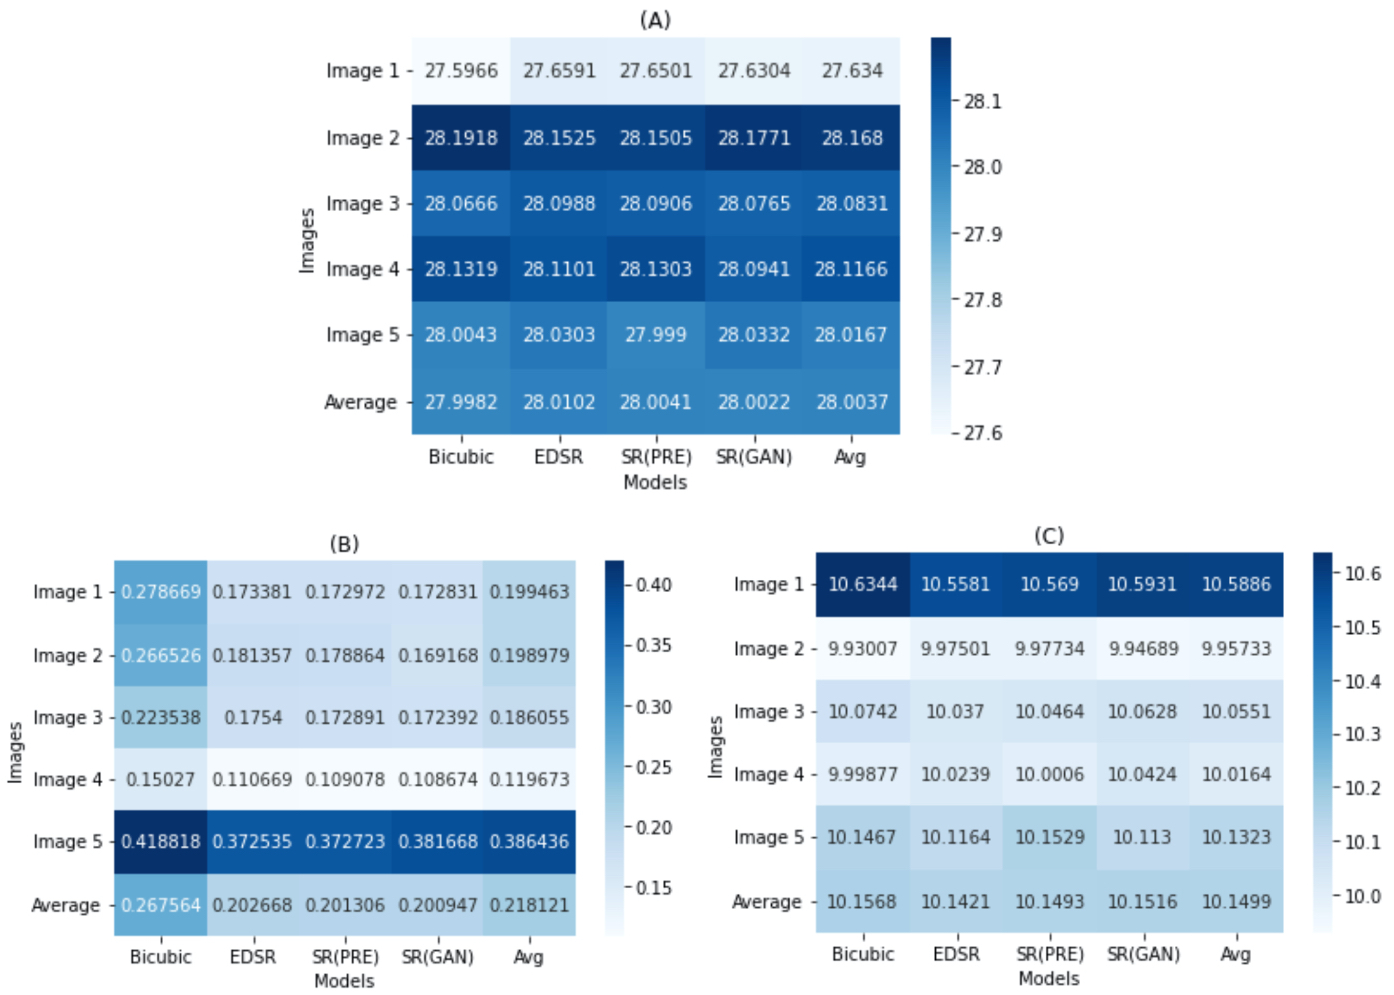 (A)
Image 1 27.5966 27.6591 27.6501 27.6304 27.634
Image 2 28.1918 28.1525 28.1505 28.1771 28.168
Image 3 28.0666 28.0988 28.0906 28.0765 28.0831
Image 4 28.1319 28.1101 28.1303 28.0941 28.1166
Image 5 28.0043 28.0303 27.999 28.0332 28.0167
Average 27.9982 28.0102 28.0041 28.0022 28.0037
Images
Bicubic EDSR SR(PRE) SR(GAN) Avg
Models
28.1
28.0
27.9
27.8
27.7
27.6
(B)
Image 1 0.278669 0.173381 0.172972 0.172831 0.199463
Image 2 0.266526 0.181357 0.178864 0.169168 0.198979
Image 3 0.223538 0.1754 0.172891 0.172392 0.186055
Image 4 0.15027 0.110669 0.109078 0.108674 0.119673
Image 5 0.418818 0.372535 0.372723 0.381668 0.386436
Average 0.267564 0.202668 0.201306 0.200947 0.218121
Images
Bicubic EDSR SR(PRE) SR(GAN) Avg
Models
0.40
0.35
0.30
0.25
0.20
0.15
(C)
Image 1 10.6344 10.5581 10.569 10.5931 10.5886
Image 2 9.93007 9.97501 9.97734 9.94689 9.95733
Image 3 10.0742 10.037 10.0464 10.0628 10.0551
Image 4 9.99877 10.0239 10.0006 10.0424 10.0164
Image 5 10.1467 10.1164 10.1529 10.113 10.1323
Average 10.1568 10.1421 10.1493 10.1516 10.1499
Images
Bicubic EDSR SR(PRE) SR(GAN) Avg
Models
10.6
10.5
10.4
10.3
10.2
10.1
10.0